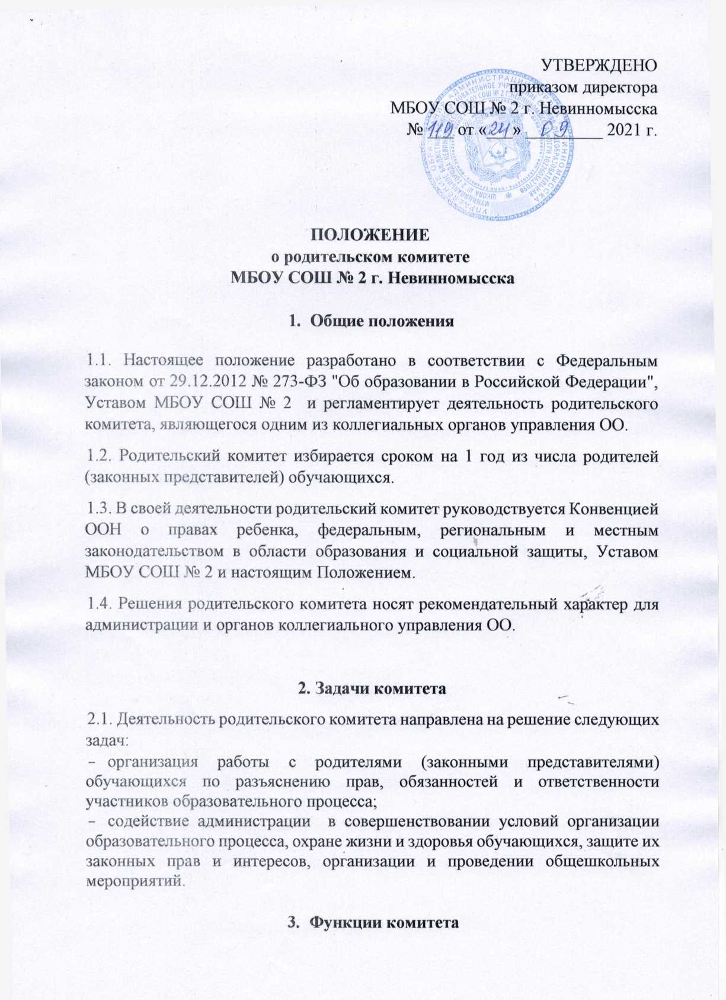 УТВЕРЖДЕНО
приказом директора
МБОУ СОШ № 2 г. Невинномысска
№ 119 от «24» 09 2021 г.
ПОЛОЖЕНИЕ
о родительском комитете
МБОУ СОШ № 2 г. Невинномысска
1. Общие положения
1.1. Настоящее положение разработано в соответствии с Федеральным
законом от 29.12.2012 № 273-ФЗ "Об образовании в Российской Федерации",
Уставом МБОУ СОШ № 2 и регламентирует деятельность родительского
комитета, являющегося одним из коллегиальных органов управления ОО.
1.2. Родительский комитет избирается сроком на 1 год из числа родителей
(законных представителей) обучающихся.
1.3. В своей деятельности родительский комитет руководствуется Конвенцией
ООН о правах ребенка, федеральным, региональным и местным
законодательством в области образования и социальной защиты, Уставом
МБОУ СОШ № 2 и настоящим Положением.
1.4. Решения родительского комитета носят рекомендательный характер для
администрации и органов коллегиального управления ОО.
2. Задачи комитета
2.1. Деятельность родительского комитета направлена на решение следующих
задач:
– организация работы с родителями (законными представителями)
обучающихся по разъяснению прав, обязанностей и ответственности
участников образовательного процесса;
– содействие администрации в совершенствовании условий организации
образовательного процесса, охране жизни и здоровья обучающихся, защите их
законных прав и интересов, организации и проведении общешкольных
мероприятий.
3. Функции комитета